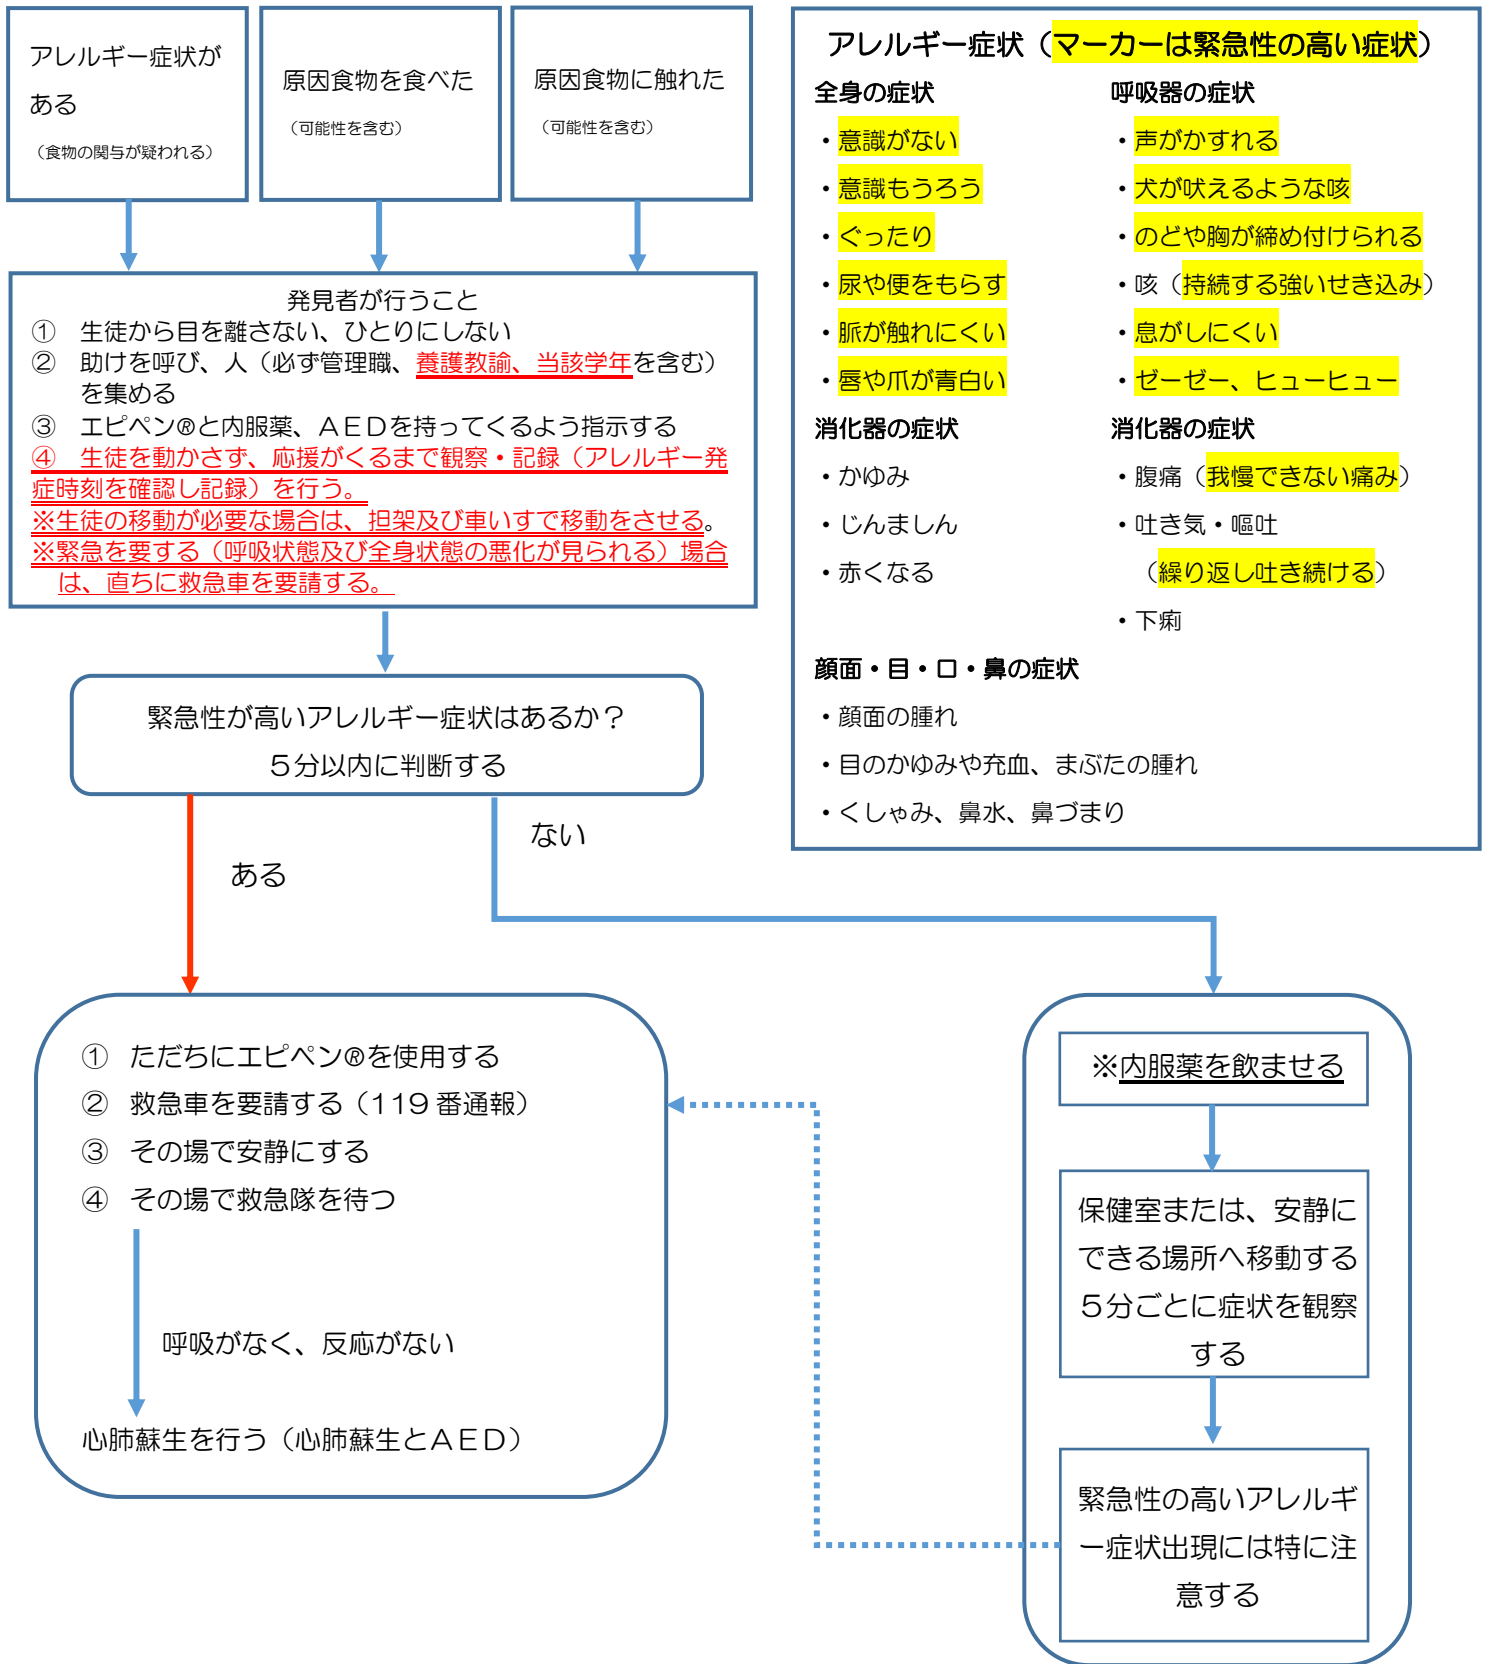 アレルギー症状が
ある
（食物の関与が疑われる）
原因食物を食べた
（可能性を含む）
原因食物に触れた
（可能性を含む）
発見者が行うこと
①　生徒から目を離さない、ひとりにしない
②　助けを呼び、人（必ず管理職、養護教諭、当該学年を含む）
を集める
③　エピペン®と内服薬、ＡＥＤを持ってくるよう指示する
④　生徒を動かさず、応援がくるまで観察・記録（アレルギー発
症時刻を確認し記録）を行う。
※生徒の移動が必要な場合は、担架及び車いすで移動をさせる。
※緊急を要する（呼吸状態及び全身状態の悪化が見られる）場合
は、直ちに救急車を要請する。
緊急性が高いアレルギー症状はあるか？
５分以内に判断する
ある
ない
①　ただちにエピペン®を使用する
②　救急車を要請する（119 番通報）
③　その場で安静にする
④　その場で救急隊を待つ
呼吸がなく、反応がない
心肺蘇生を行う（心肺蘇生とＡＥＤ）
※内服薬を飲ませる
保健室または、安静に
できる場所へ移動する
５分ごとに症状を観察
する
緊急性の高いアレルギ
ー症状出現には特に注
意する
アレルギー症状（マーカーは緊急性の高い症状）
全身の症状
・意識がない
・意識もうろう
・ぐったり
・尿や便をもらす
・脈が触れにくい
・唇や爪が青白い
呼吸器の症状
・声がかすれる
・犬が吠えるような咳
・のどや胸が締め付けられる
・咳（持続する強いせき込み）
・息がしにくい
・ゼーゼー、ヒューヒュー
消化器の症状
・かゆみ
・じんましん
・赤くなる
消化器の症状
・腹痛（我慢できない痛み）
・吐き気・嘔吐
（繰り返し吐き続ける）
・下痢
顔面・目・口・鼻の症状
・顔面の腫れ
・目のかゆみや充血、まぶたの腫れ
・くしゃみ、鼻水、鼻づまり